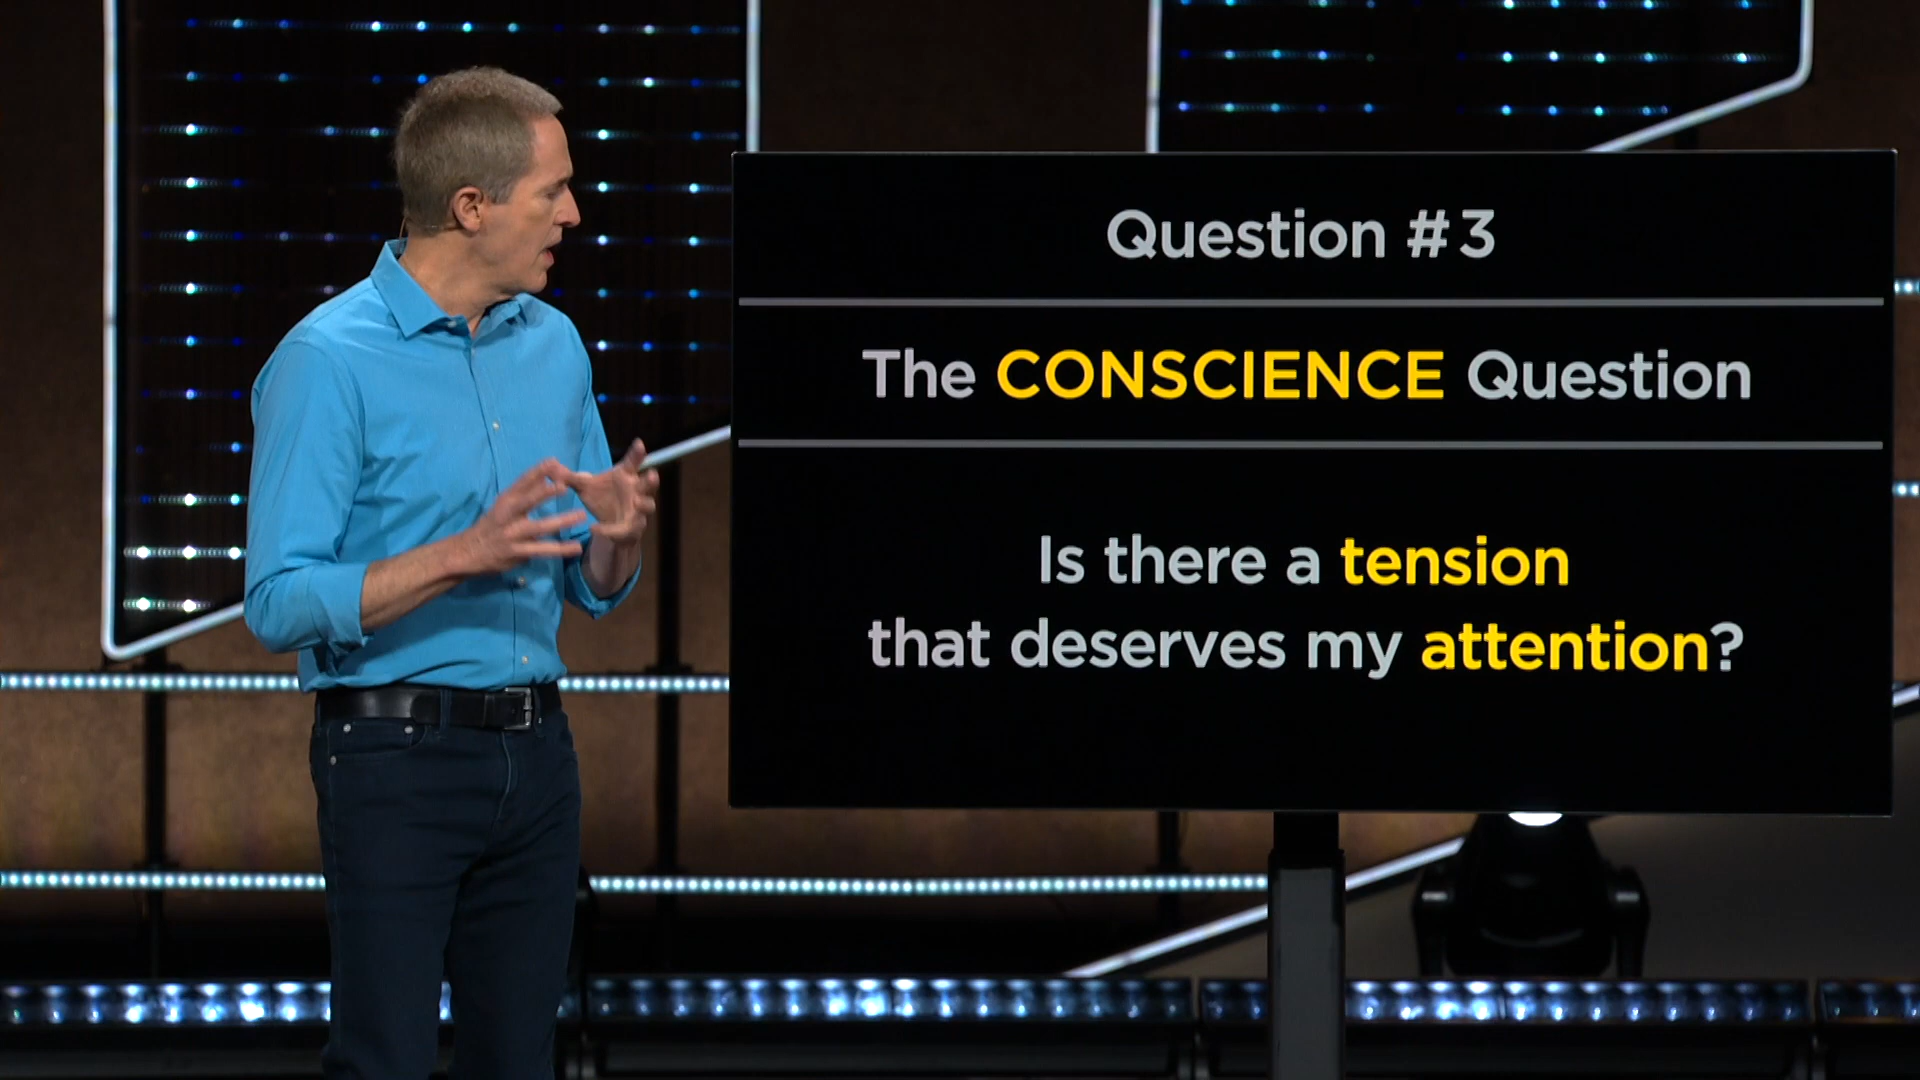 Question #3
The CONSCIENCE Question
Is there a tension
that deserves my attention?